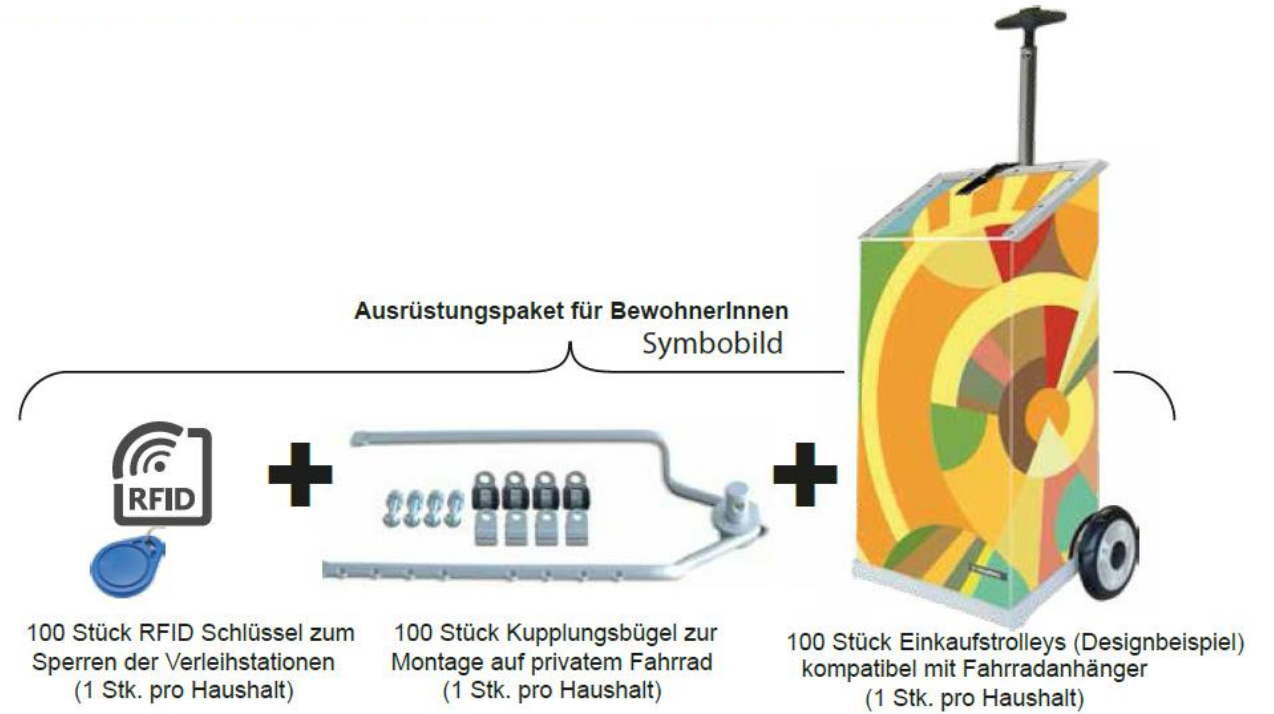 Ausrüstungspaket für BewohnerInnen
Symbobild
RFID
100 Stück RFID Schlüssel zum
Sperren der Verleihstationen
(1 Stk. pro Haushalt)
100 Stück Kupplungsbügel zur
Montage auf privatem Fahrrad
(1 Stk. pro Haushalt)
100 Stück Einkaufstrolleys (Designbeispiel)
kompatibel mit Fahrradanhänger
(1 Stk. pro Haushalt)